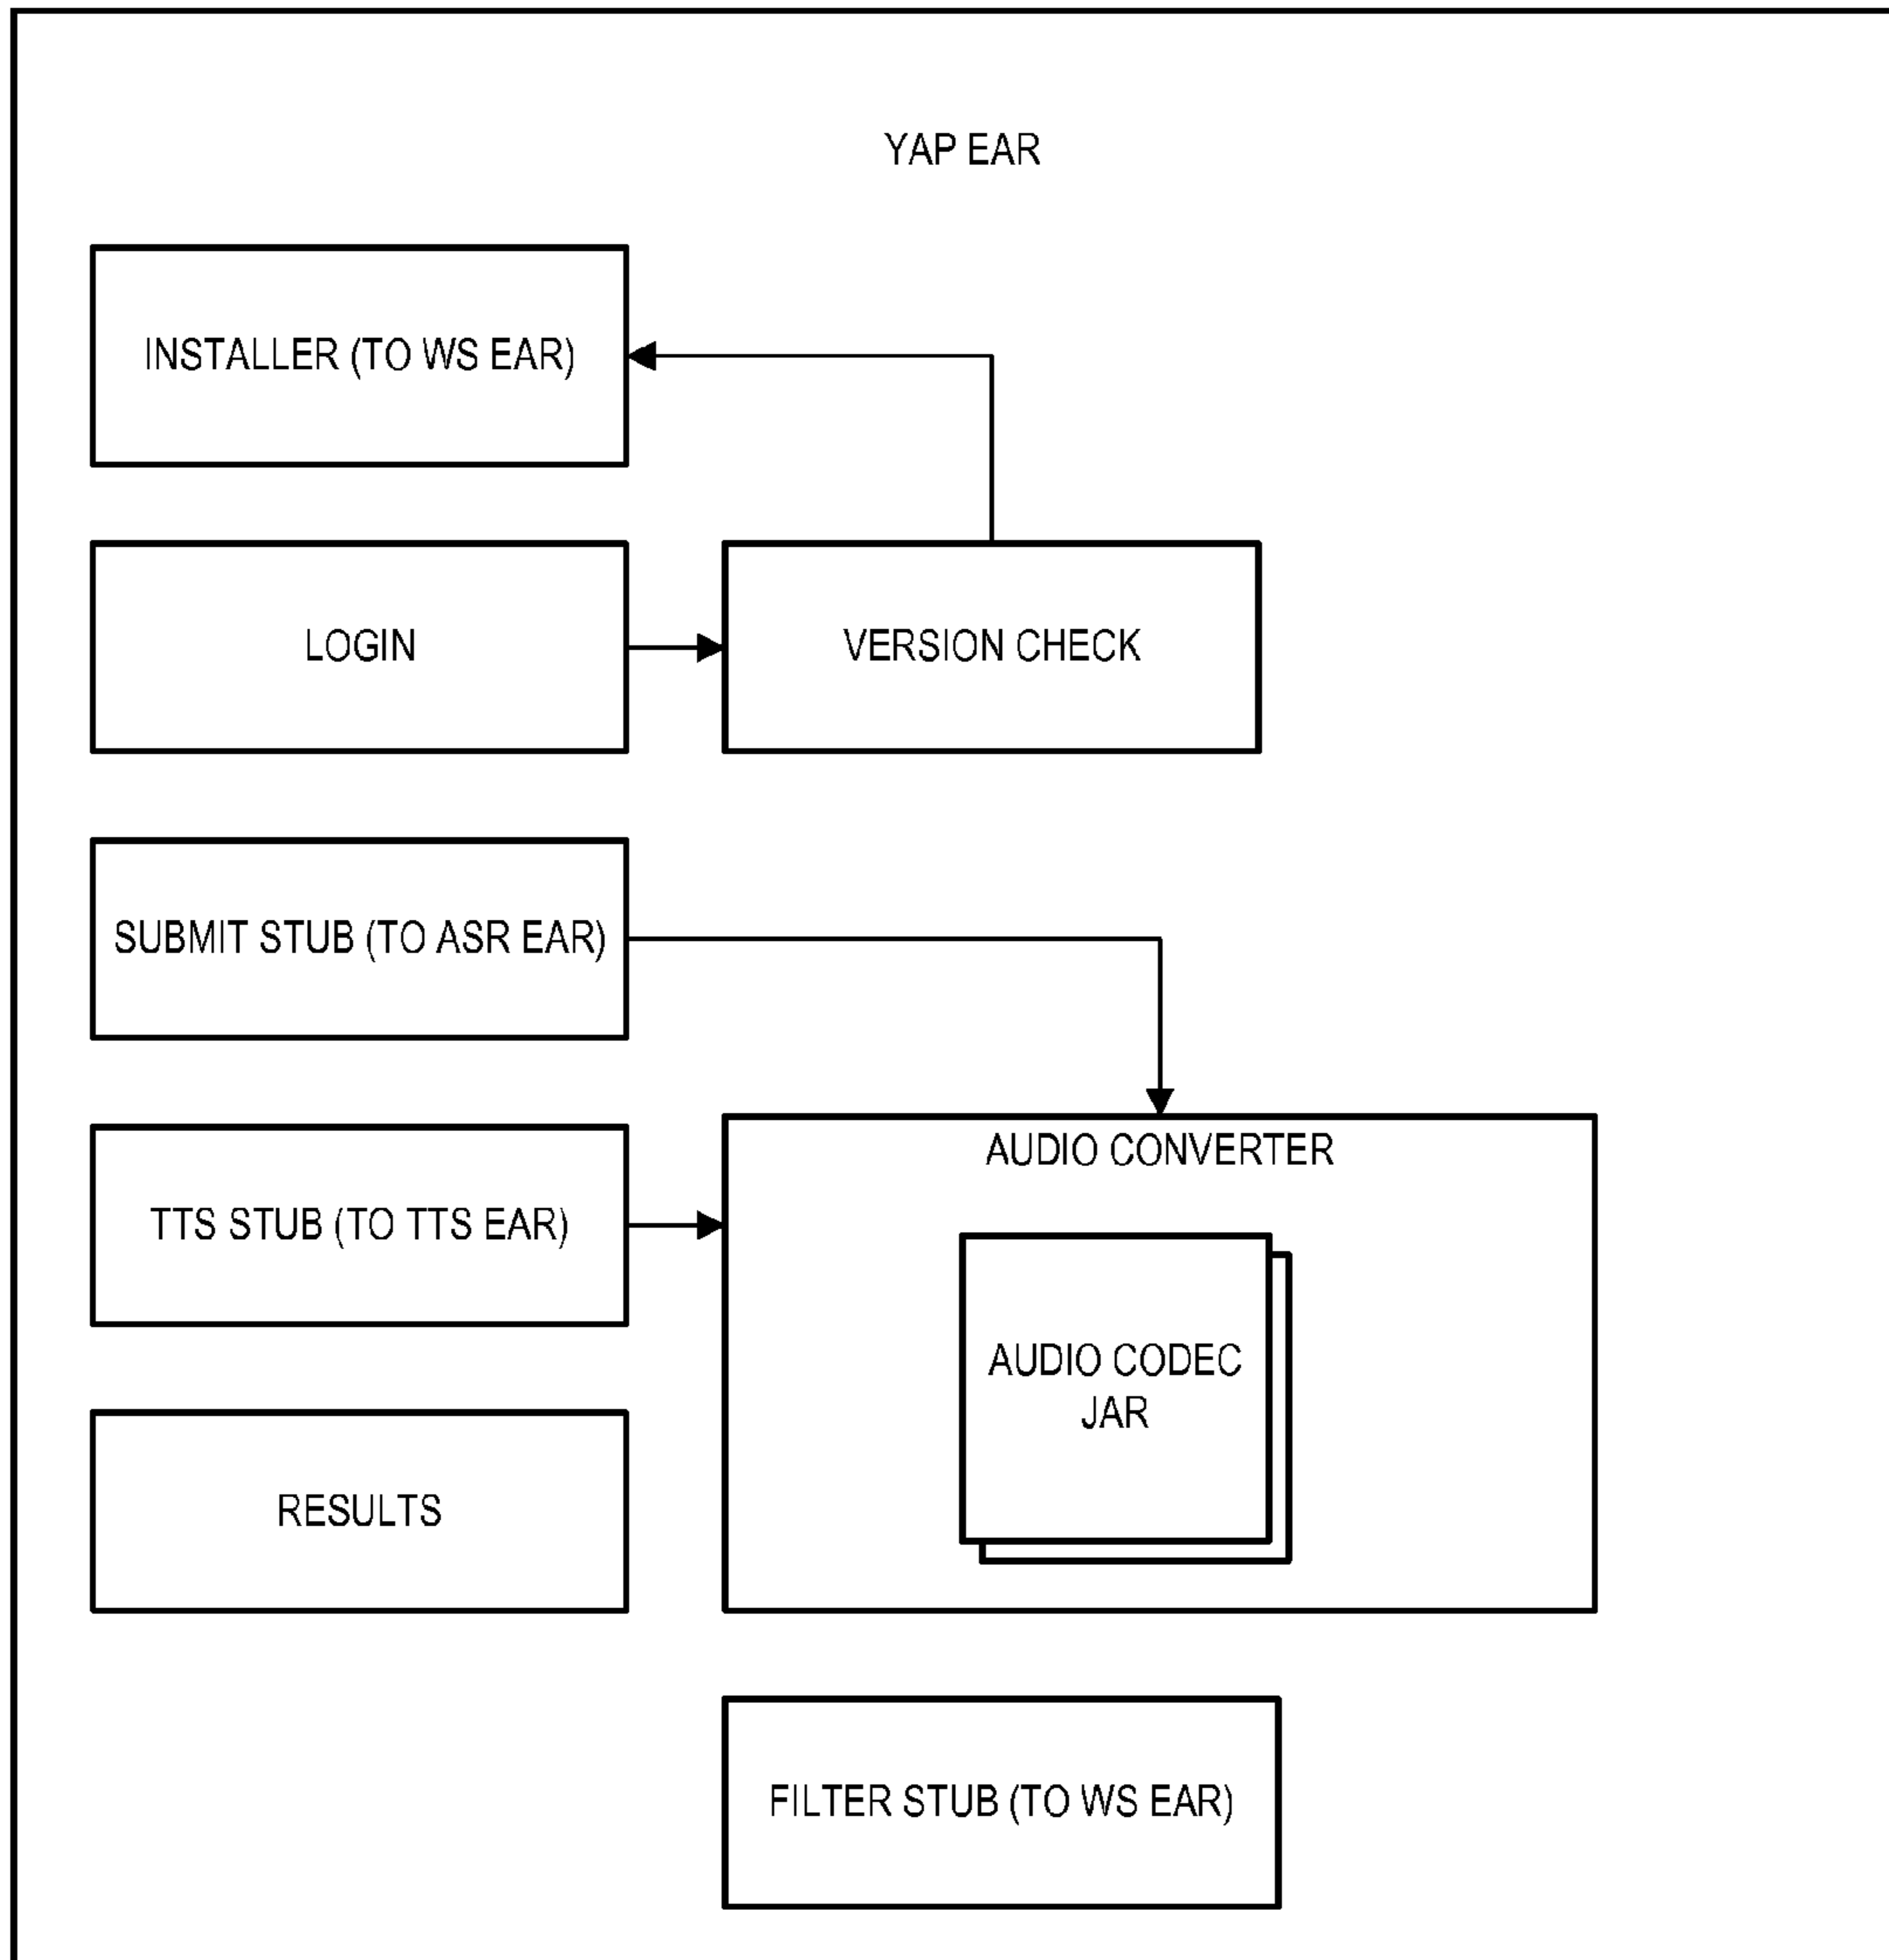 YAP EAR
INSTALLER (TO WS EAR)
LOGIN
VERSION CHECK
SUBMIT STUB (TO ASR EAR)
AUDIO CONVERTER
TTS STUB (TO TTS EAR)
AUDIO CODEC
JAR
RESULTS
FILTER STUB (TO WS EAR)